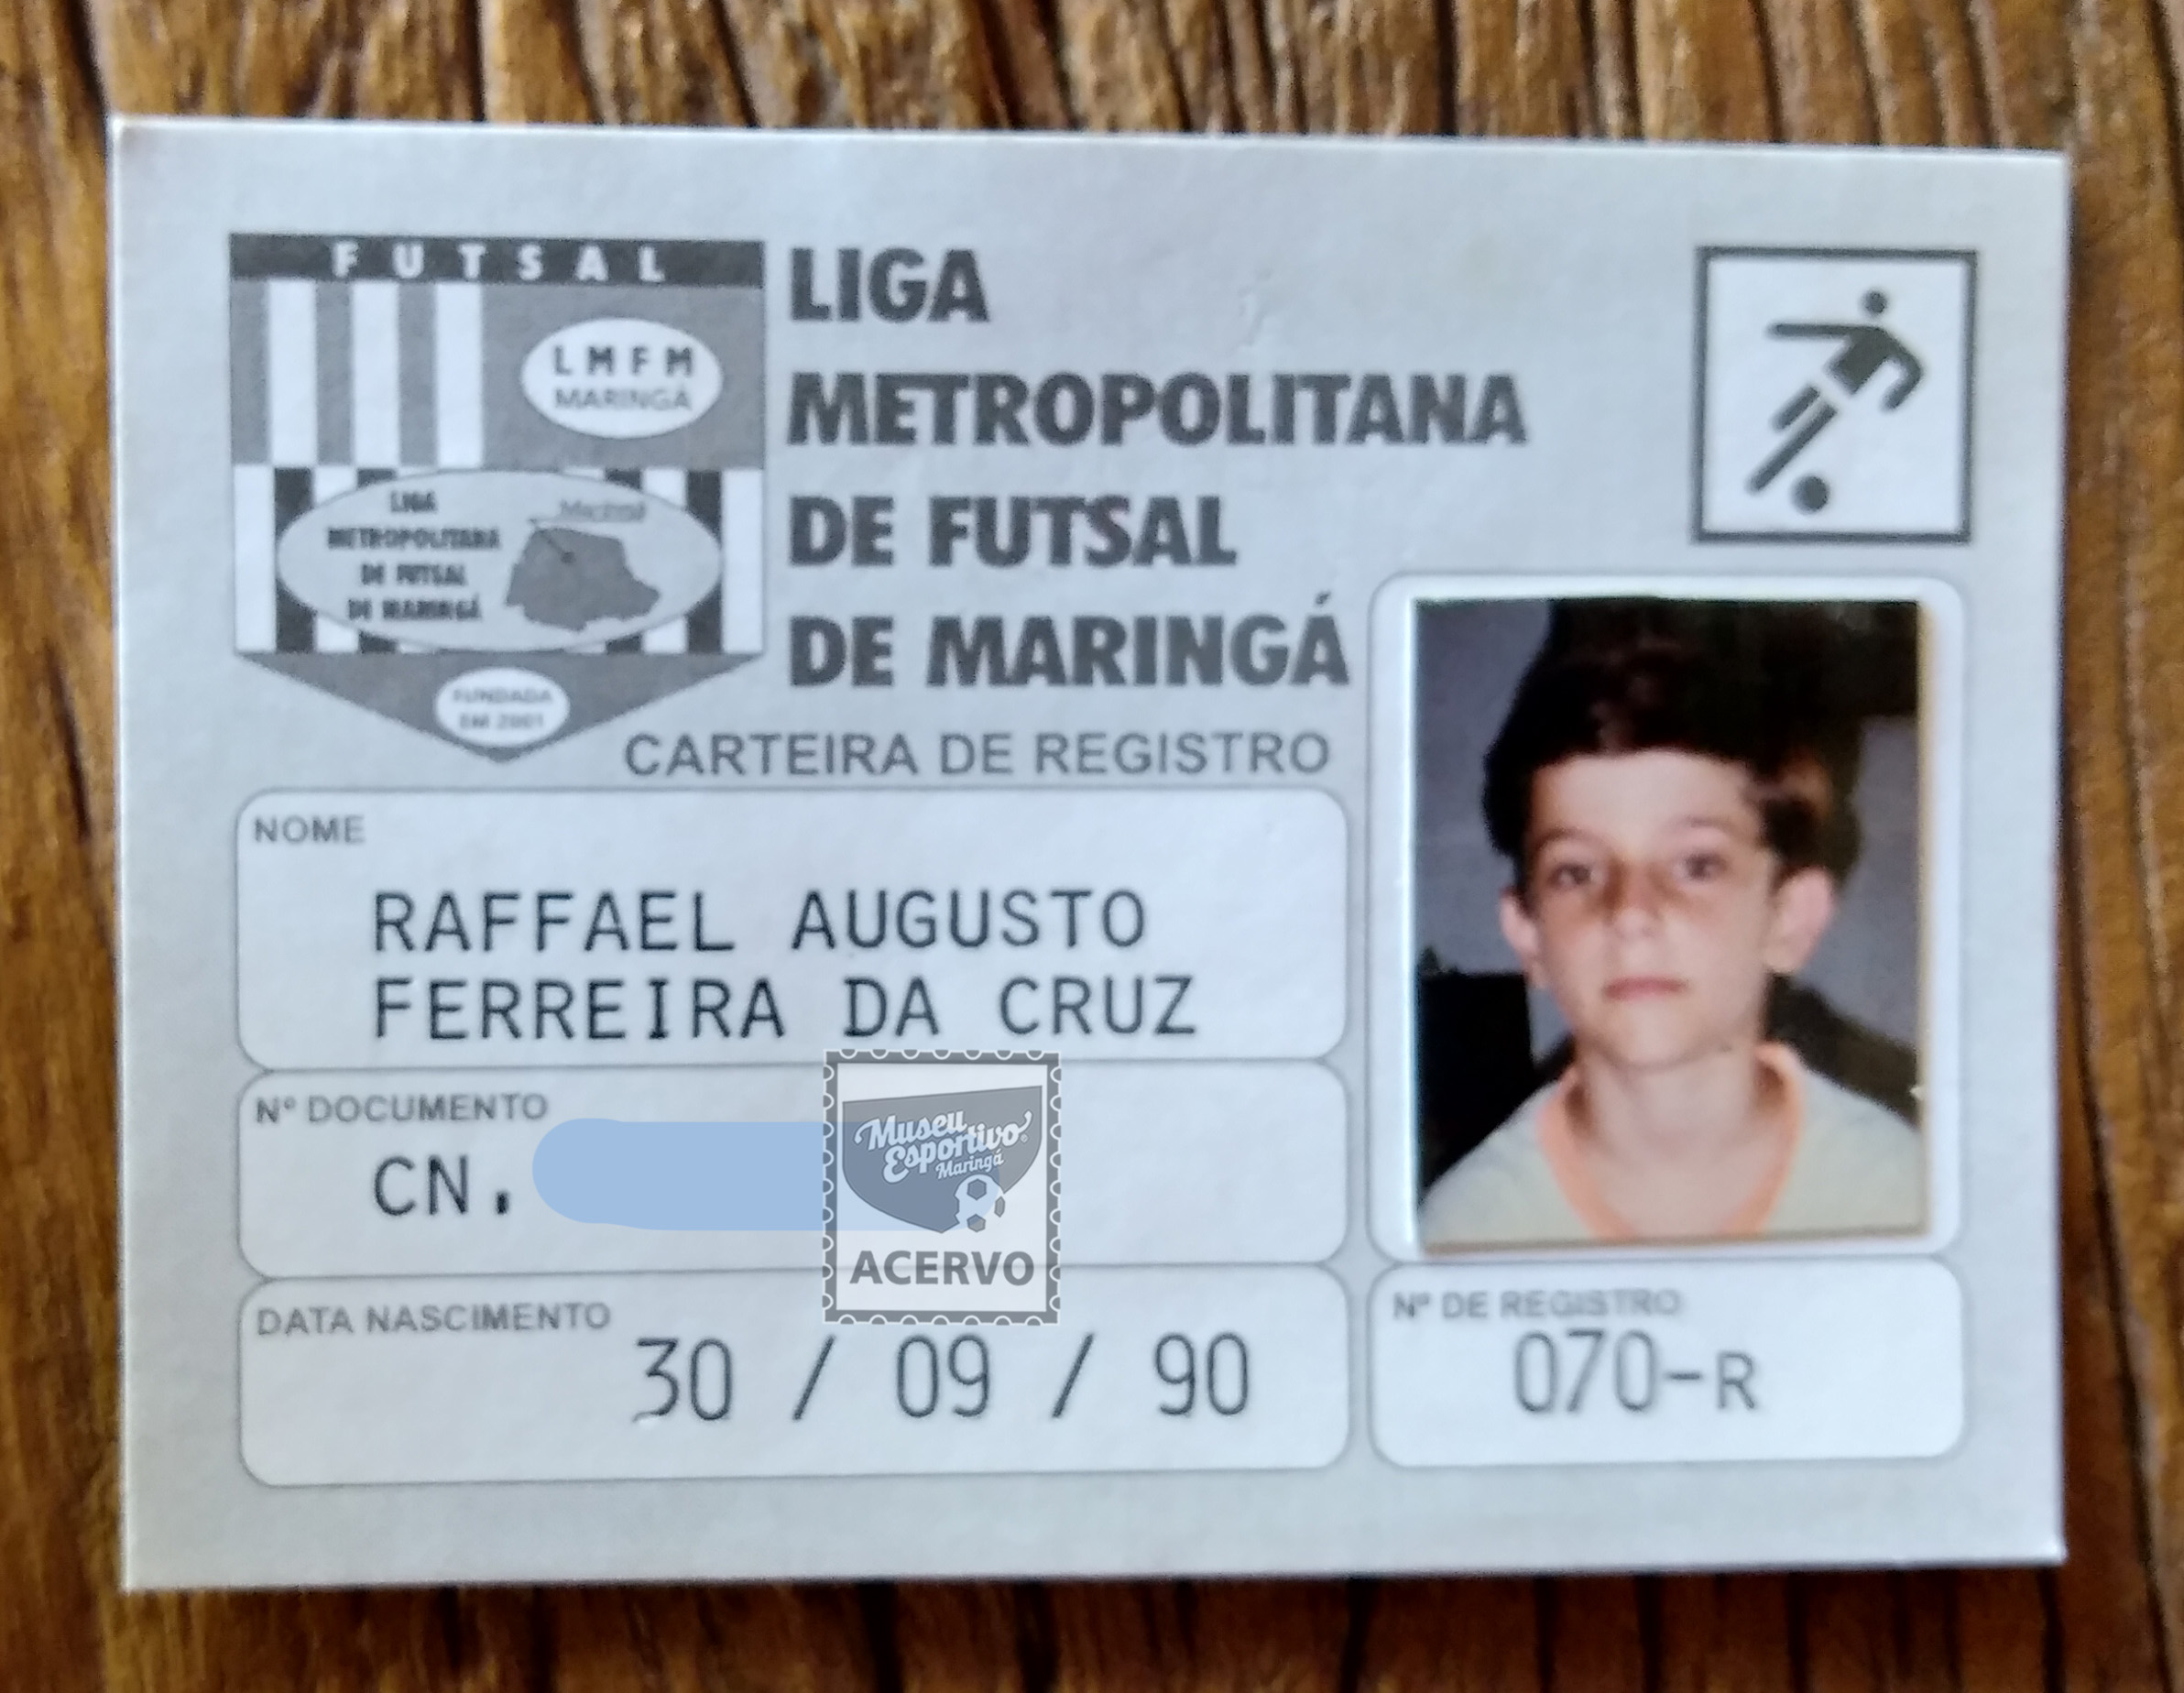 FUTSAL
LMFM
MARINGÁ
LIGA
METROPOLITANA
DE FUTSAL
DE MARINGÁ
Maringá
FUNDADA
EM 2001
LIGA
METROPOLITANA
DE FUTSAL
DE MARINGÁ
CARTEIRA DE REGISTRO
NOME
RAFFAEL AUGUSTO
FERREIRA DA CRUZ
Nº DOCUMENTO
CN.
Museu
Esportivo
Maringá
ACERVO
DATA NASCIMENTO
30 / 09 / 90
Nº DE REGISTRO
070-R